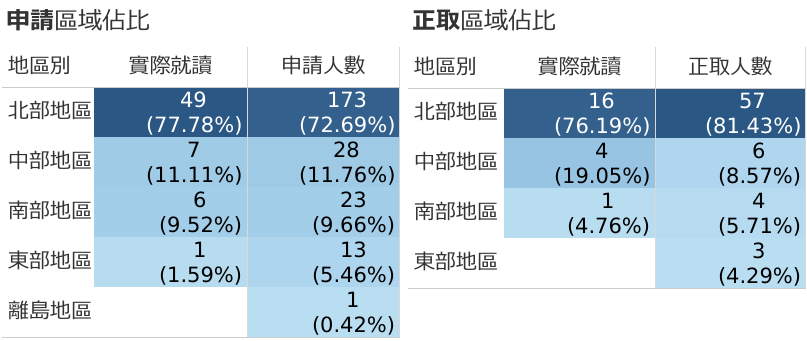 申請區域佔比
地區別 實際就讀 申請人數
北部地區 49 173
(77.78%) (72.69%)
中部地區 7 28
(11.11%) (11.76%)
南部地區 6 23
(9.52%) (9.66%)
東部地區 1 13
(1.59%) (5.46%)
離島地區 1
(0.42%)
正取區域佔比
地區別 實際就讀 正取人數
北部地區 16 57
(76.19%) (81.43%)
中部地區 4 6
(19.05%) (8.57%)
南部地區 1 4
(4.76%) (5.71%)
東部地區 3
(4.29%)